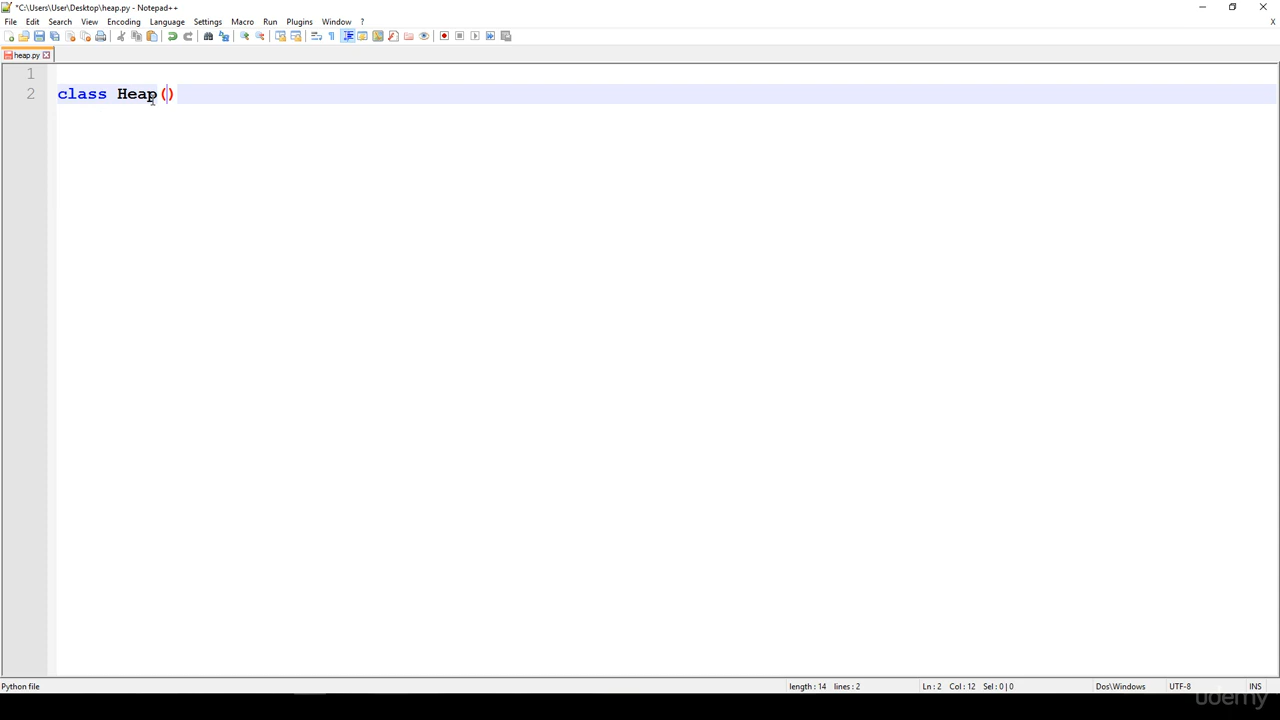 *C:\Users\User\Desktop\heap.py - Notepad++
File Edit Search View Encoding Language Settings Macro Run Plugins Window ? X
heap.py
1
2 class Heap()
Python file length : 14 lines : 2 Ln : 2 Col : 12 Sel : 0 | 0 Dos\Windows UTF-8 INS
udemy